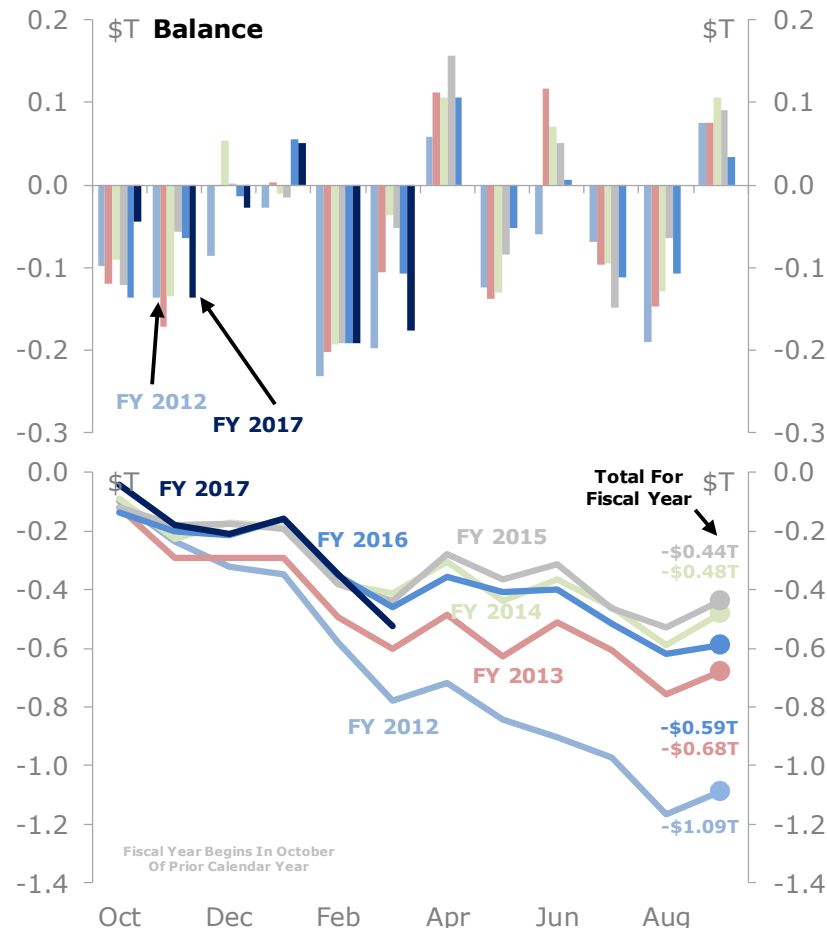 0.2 $T Balance $T 0.2
0.1 0.1
0.0 0.0
-0.1 -0.1
-0.2 -0.2
FY 2012
FY 2017
-0.3 -0.3
0.0 $T $T 0.0
Total For
Fiscal Year
FY 2017
-0.2 -0.2
FY 2016 FY 2015
-$0.44T
-$0.48T
-0.4 -0.4
FY 2014
-0.6 -0.6
FY 2013
-0.8 -0.8
FY 2012
-$0.59T
-$0.68T
-1.0 -1.0
-1.2 -$1.09T -1.2
Fiscal Year Begins In October
Of Prior Calendar Year
-1.4 -1.4
Oct Dec Feb Apr Jun Aug